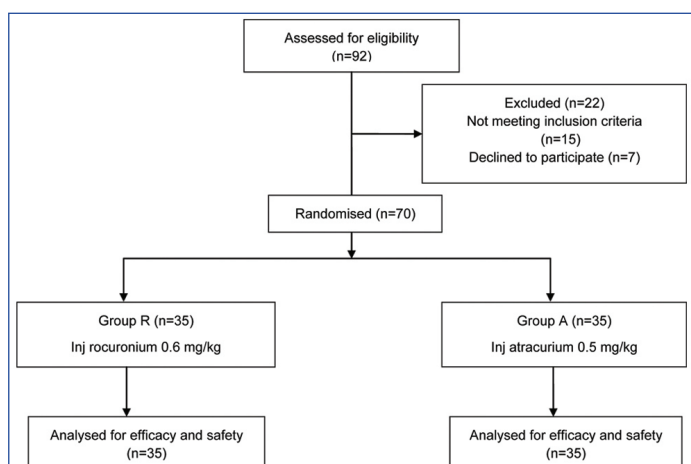 Assessed for eligibility
(n=92)
Excluded (n=22)
Not meeting inclusion criteria
(n=15)
Declined to participate (n=7)
Randomised (n=70)
Group R (n=35)
Inj rocuronium 0.6 mg/kg
Group A (n=35)
Inj atracurium 0.5 mg/kg
Analysed for efficacy and safety
(n=35)
Analysed for efficacy and safety
(n=35)